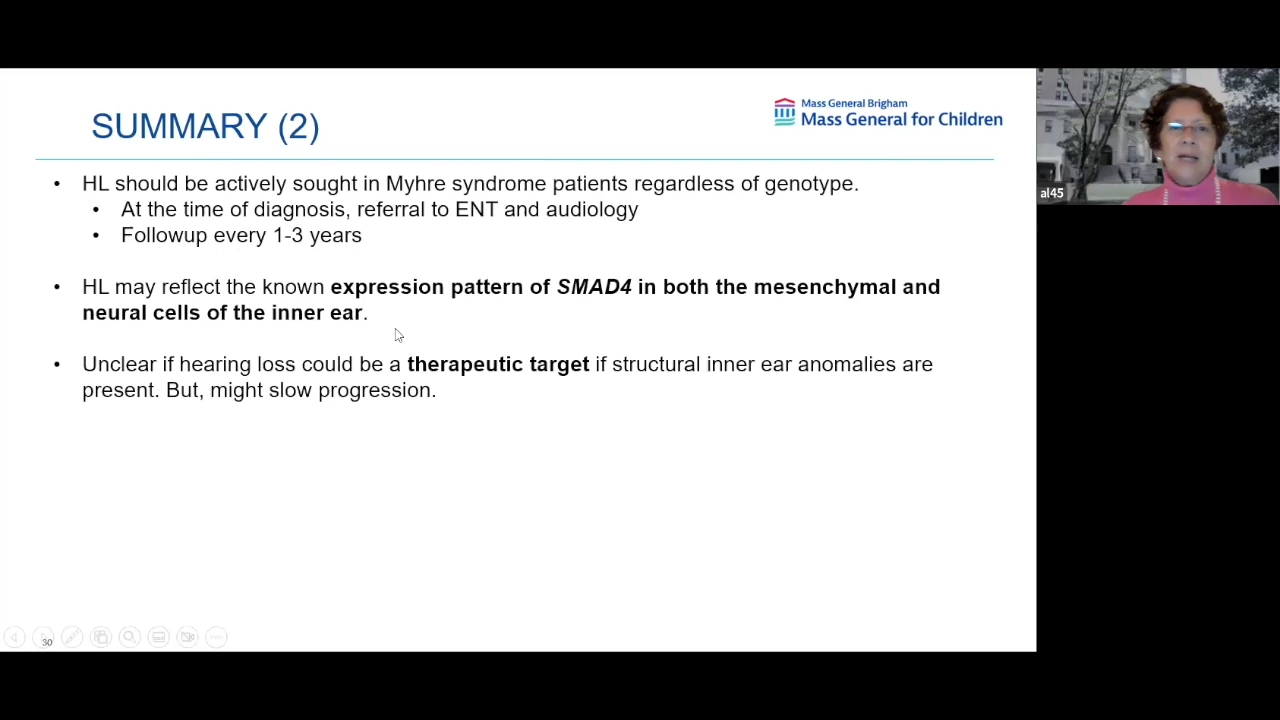 SUMMARY (2)
Mass General Brigham
Mass General for Children
• HL should be actively sought in Myhre syndrome patients regardless of genotype.
• At the time of diagnosis, referral to ENT and audiology
• Followup every 1-3 years
• HL may reflect the known expression pattern of SMAD4 in both the mesenchymal and
neural cells of the inner ear.
• Unclear if hearing loss could be a therapeutic target if structural inner ear anomalies are
present. But, might slow progression.
al45
30